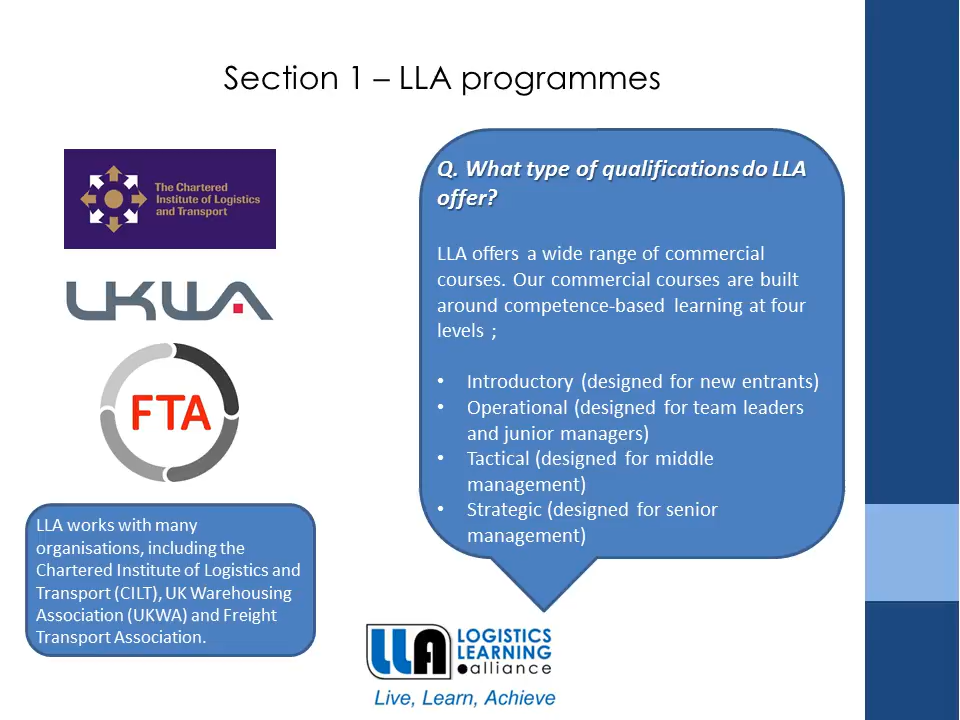 Section 1 – LLA programmes
The Chartered
Institute of Logistics
and Transport
UKWA
FTA
LLA works with many
organisations, including the
Chartered Institute of Logistics and
Transport (CILT), UK Warehousing
Association (UKWA) and Freight
Transport Association.
Q. What type of qualifications do LLA
offer?
LLA offers a wide range of commercial
courses. Our commercial courses are built
around competence-based learning at four
levels ;
• Introductory (designed for new entrants)
• Operational (designed for team leaders
and junior managers)
• Tactical (designed for middle
management)
• Strategic (designed for senior
management)
LLA LOGISTICS
LEARNING
alliance
Live, Learn, Achieve